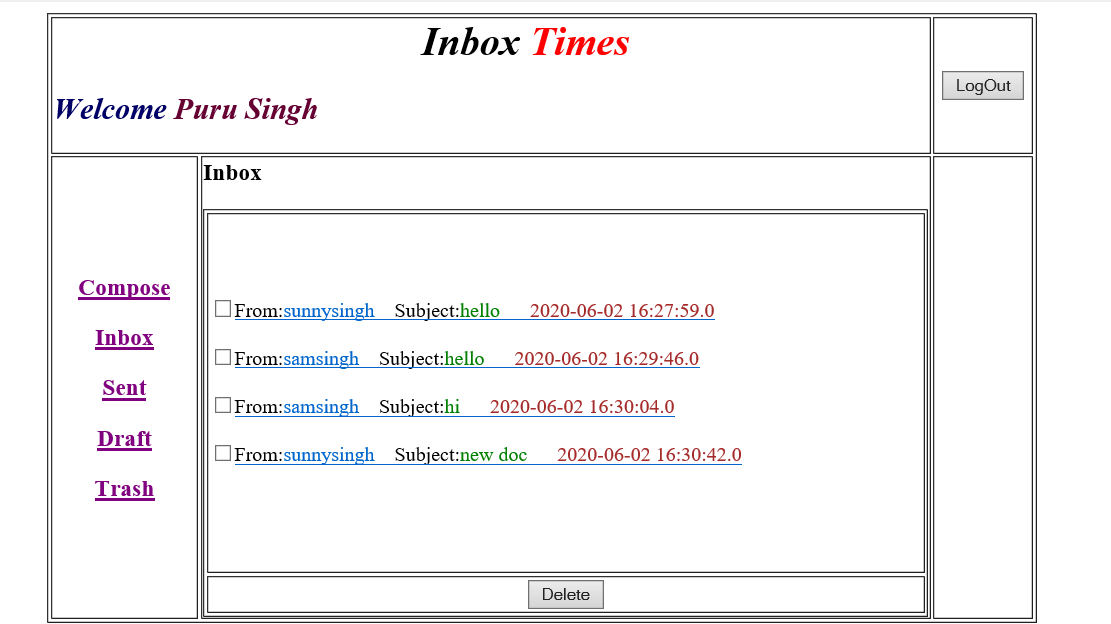 Inbox Times
LogOut
Welcome Puru Singh
Inbox
Compose
Inbox
Sent
Draft
Trash
From:sunnysingh Subject:hello 2020-06-02 16:27:59.0
From:samsingh Subject:hello 2020-06-02 16:29:46.0
From:samsingh Subject:hi 2020-06-02 16:30:04.0
From:sunnysingh Subject:new doc 2020-06-02 16:30:42.0
Delete